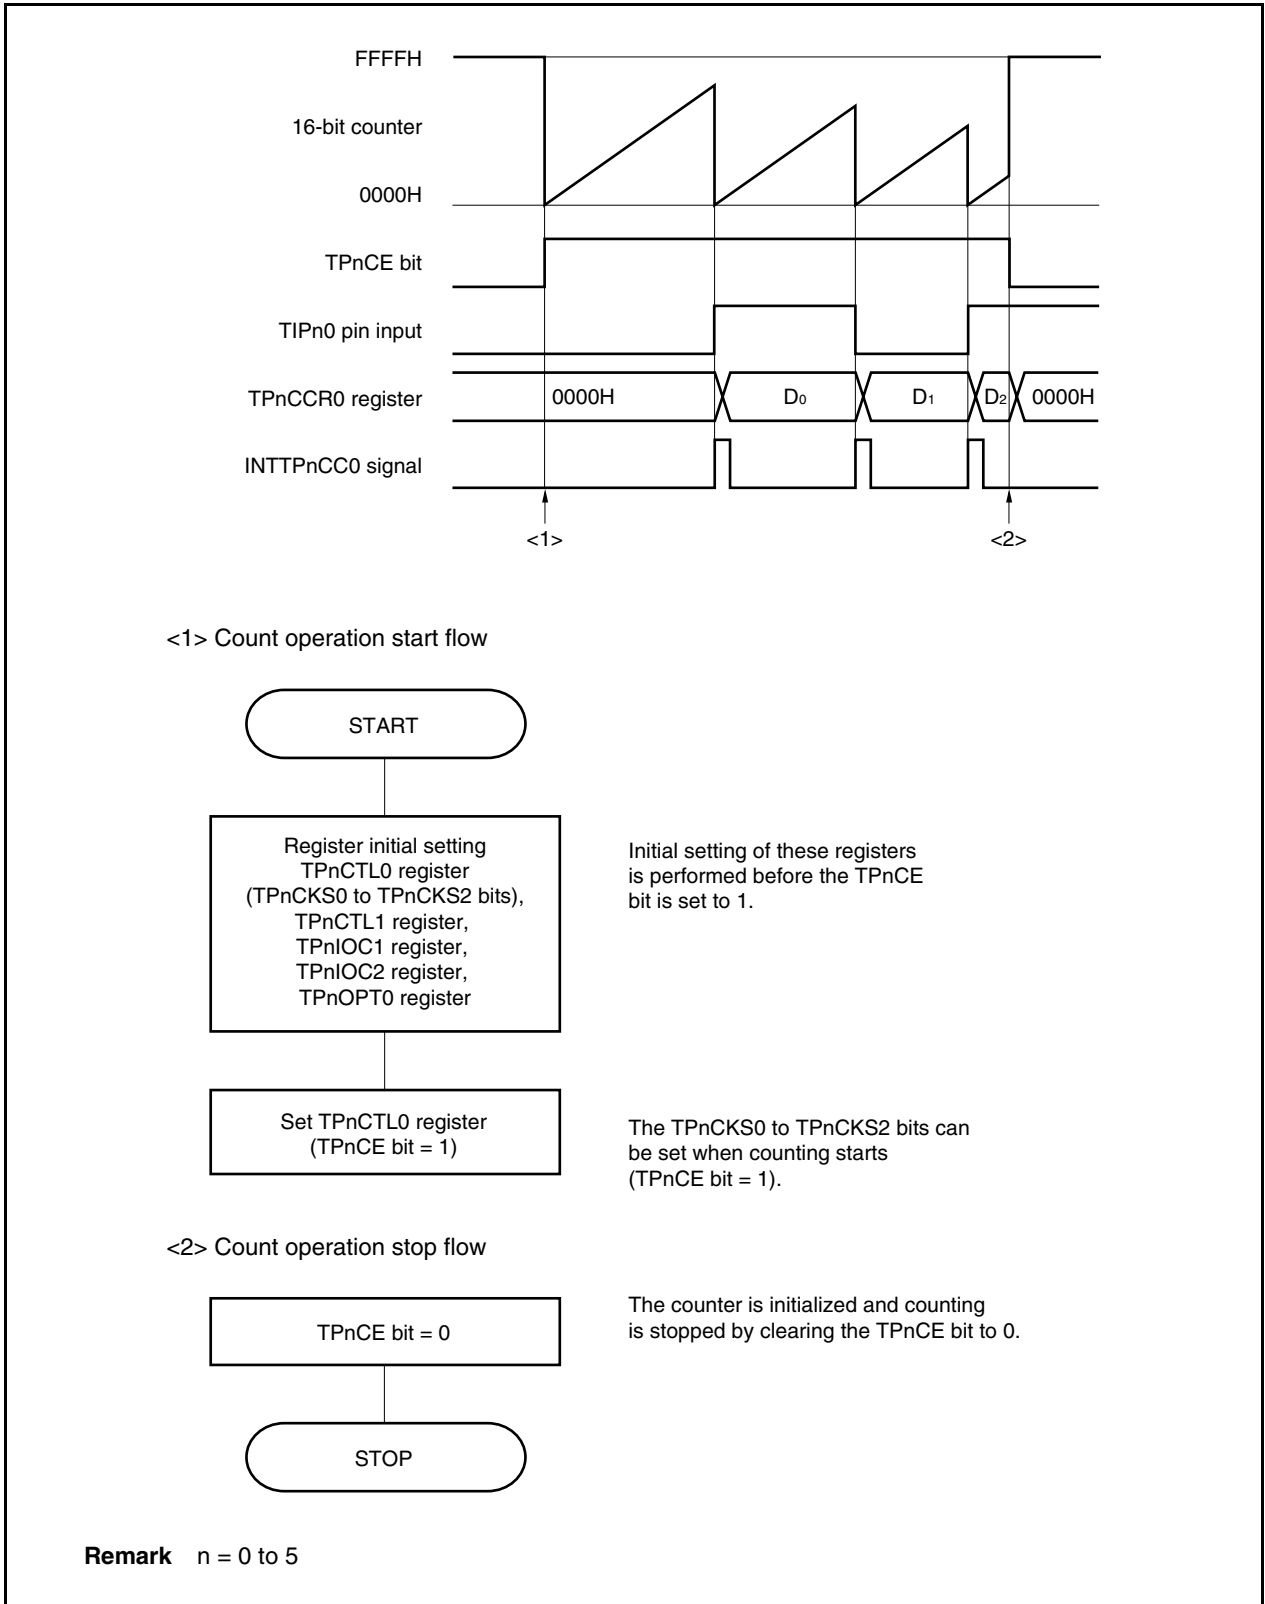 FFFFH
16-bit counter
0000H
TPnCE bit
TIPn0 pin input
TPnCCR0 register
0000H
D0
D1
D2
0000H
INTTPnCC0 signal
<1>
<2>
<1> Count operation start flow
START
Register initial setting
TPnCTL0 register
(TPnCKS0 to TPnCKS2 bits),
TPnCTL1 register,
TPnIOC1 register,
TPnIOC2 register,
TPnOPT0 register
Initial setting of these registers
is performed before the TPnCE
bit is set to 1.
Set TPnCTL0 register
(TPnCE bit = 1)
The TPnCKS0 to TPnCKS2 bits can
be set when counting starts
(TPnCE bit = 1).
<2> Count operation stop flow
TPnCE bit = 0
The counter is initialized and counting
is stopped by clearing the TPnCE bit to 0.
STOP
Remark n = 0 to 5